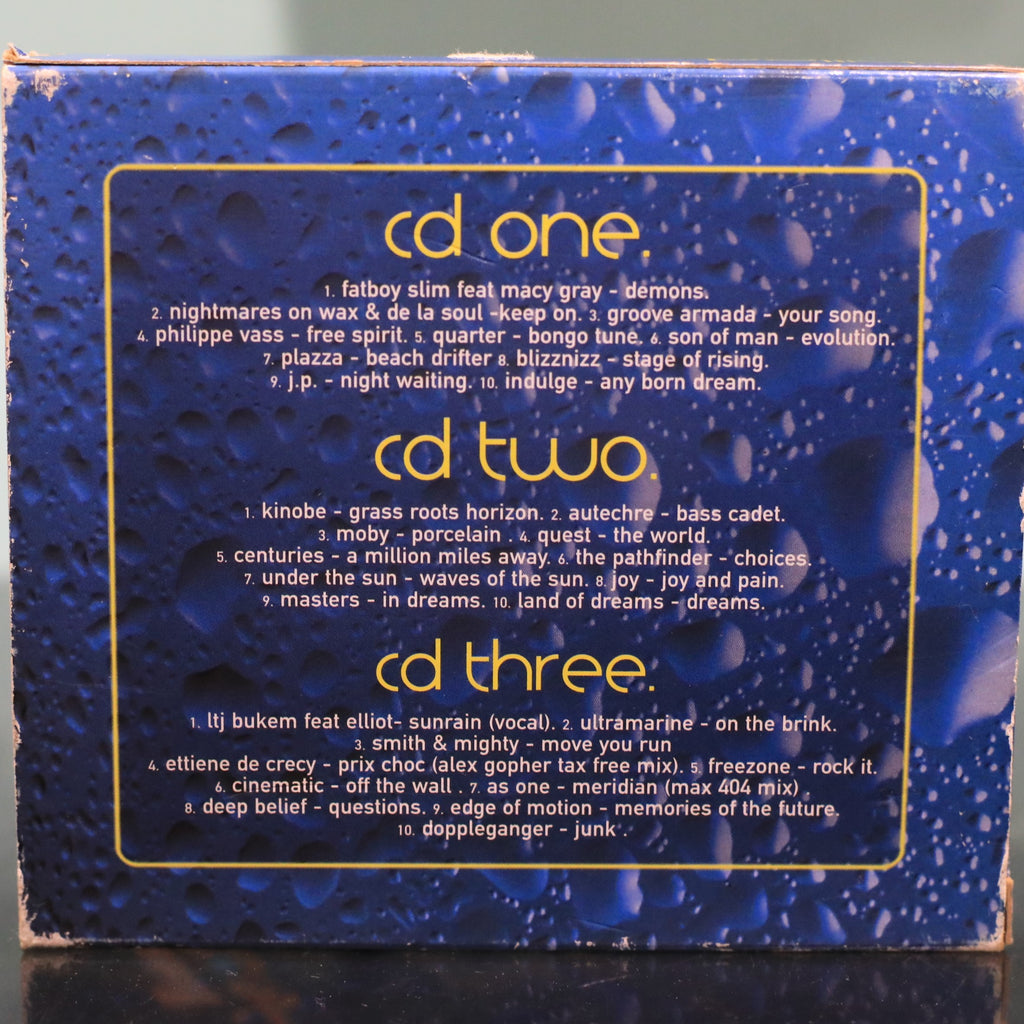 cd one.
1. fatboy slim feat macy gray - demons.
2. nightmares on wax & de la soul -keep on. 3. groove armada - your song.
4. philippe vass - free spirit. 5. quarter - bongo tune. 6. son of man - evolution.
7. plazza - beach drifter 8. blizznizz - stage of rising.
9. j.p. - night waiting. 10. indulge - any born dream.
cd two.
1. kinobe - grass roots horizon. 2. autechre - bass cadet.
3. moby - porcelain . 4. quest - the world.
5. centuries - a million miles away. 6. the pathfinder - choices.
7. under the sun - waves of the sun. 8. joy - joy and pain.
9. masters - in dreams. 10. land of dreams - dreams.
cd three.
1. ltj bukem feat elliot- sunrain (vocal). 2. ultramarine - on the brink.
3. smith & mighty - move you run
4. ettiene de crecy - prix choc (alex gopher tax free mix). 5. freezone - rock it.
6. cinematic - off the wall . 7. as one - meridian (max 404 mix) .
8. deep belief - questions. 9. edge of motion - memories of the future.
10. doppleganger - junk .